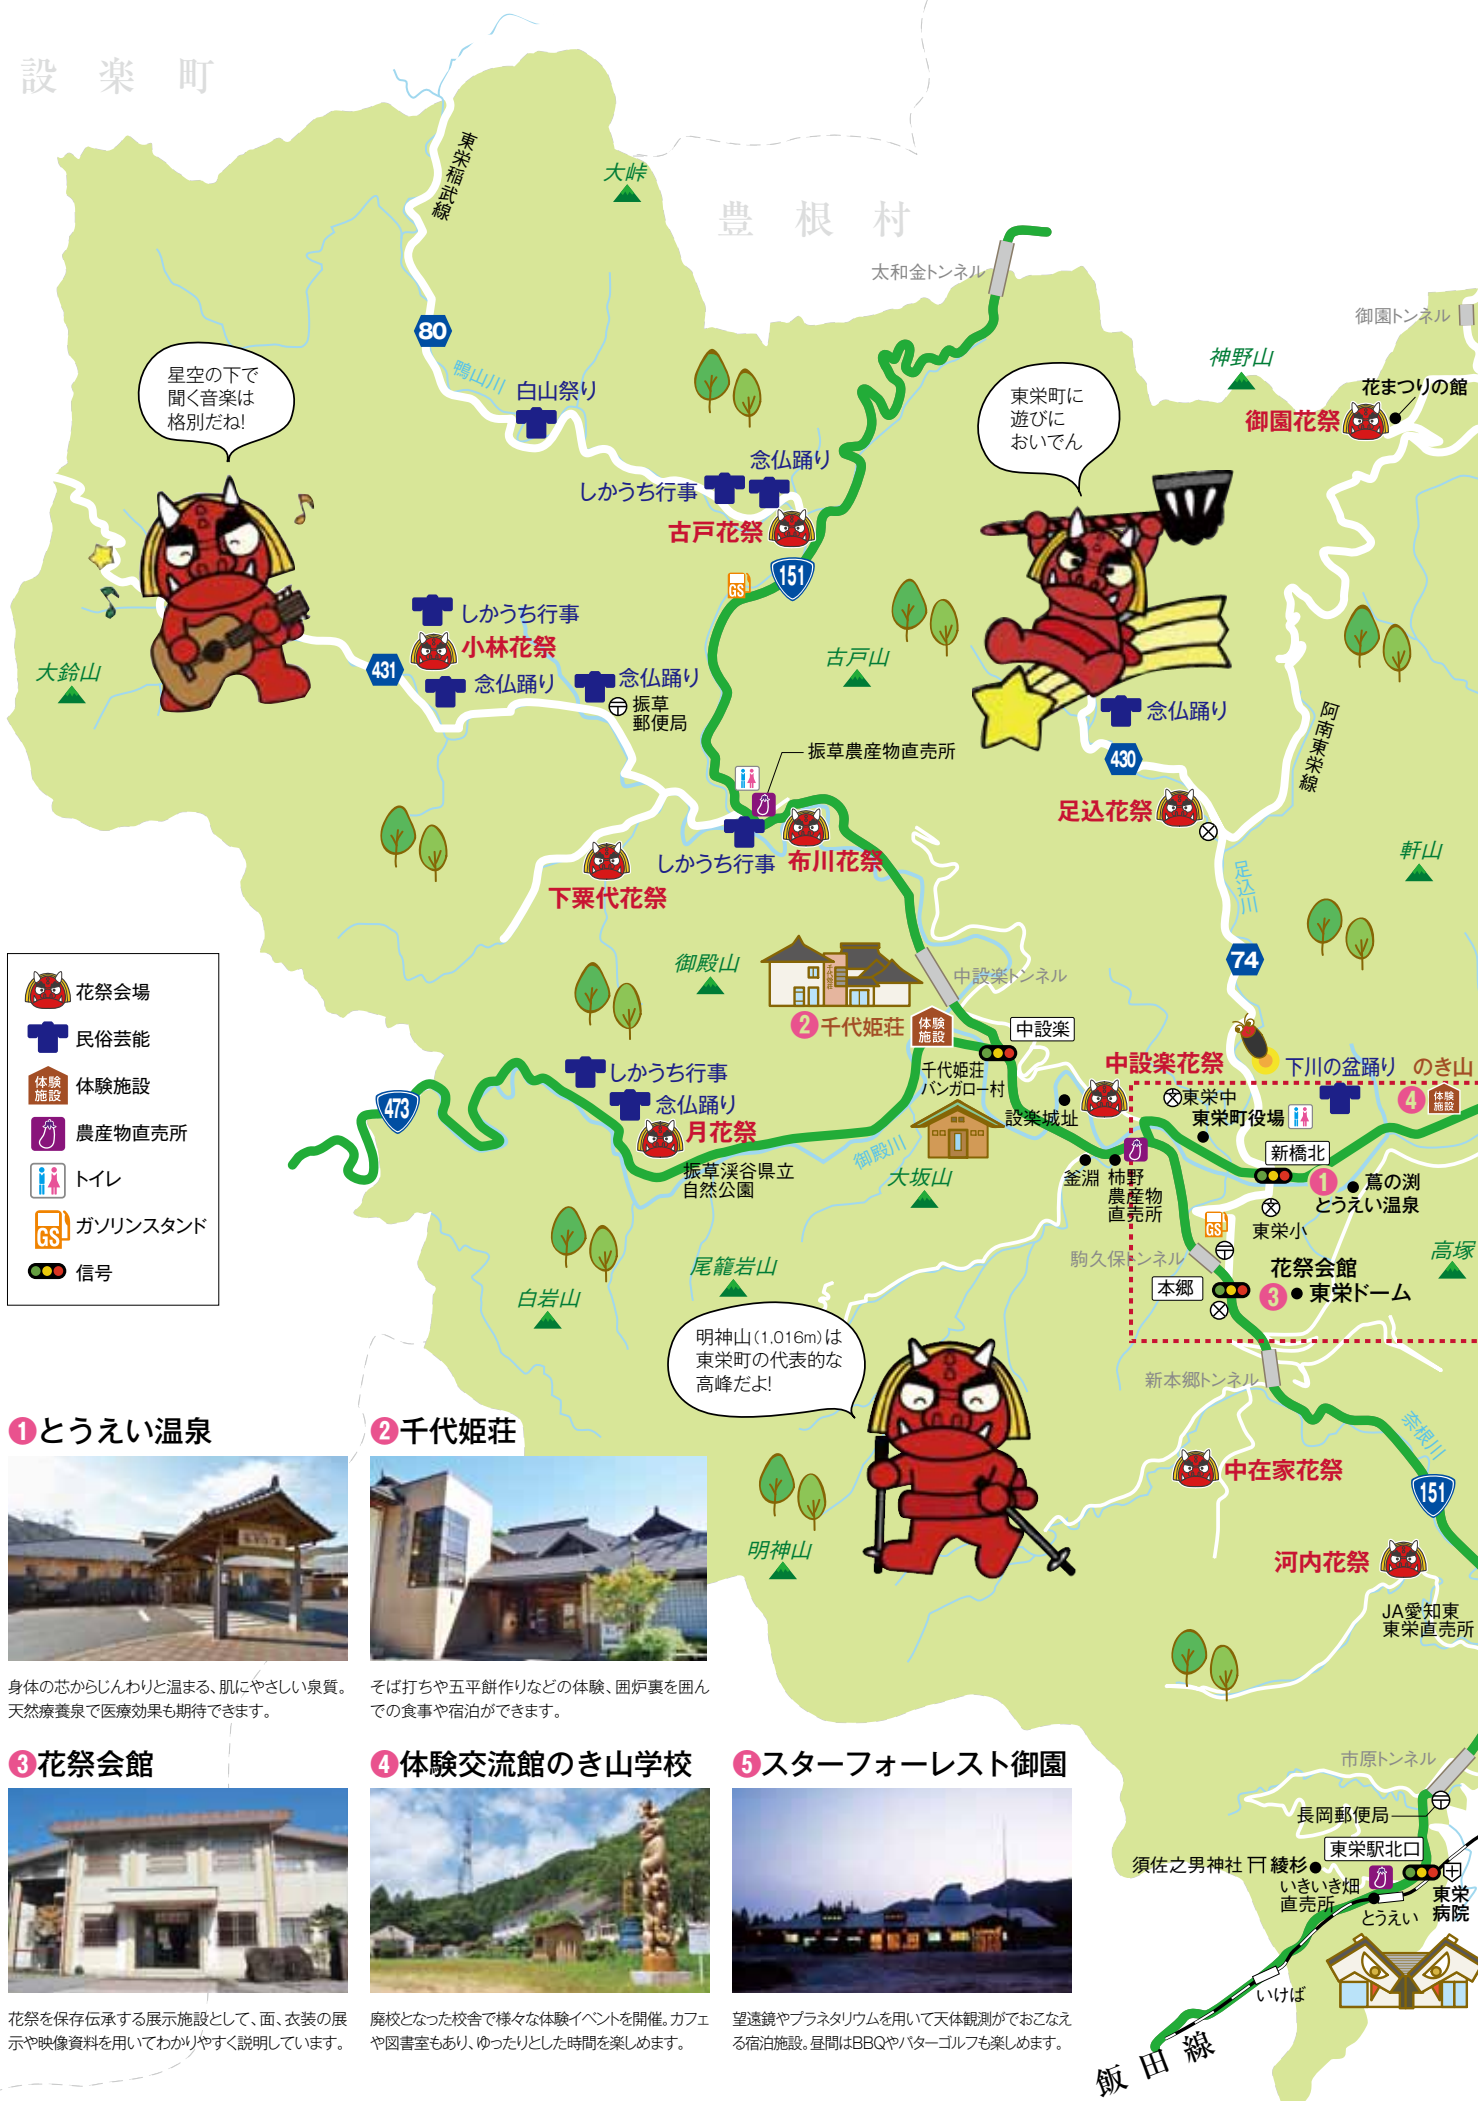 設楽町
豊根村
東栄稲武線
大峠
太和金トンネル
御園トンネル
80
鴨山川
白山祭り
神野山
花まつりの館
御園花祭
星空の下で
聞く音楽は
格別だね!
東栄町に
遊びに
おいでん
念仏踊り
しかうち行事
古戸花祭
151
GS
しかうち行事
小林花祭
431
念仏踊り
念仏踊り
振草
郵便局
大鈴山
古戸山
念仏踊り
430
阿南東栄線
振草農産物直売所
足込花祭
しかうち行事
布川花祭
下粟代花祭
軒山
足込川
74
御殿山
中設楽トンネル
千代姫荘
2千代姫荘
体験
施設
中設楽
千代姫荘
バンガロー村
中設楽花祭
下川の盆踊り
のき山
4
体験
施設
東栄中
東栄町役場
設楽城址
新橋北
しかうち行事
念仏踊り
月花祭
473
振草渓谷県立
自然公園
御殿川
大坂山
釜淵
柿野
農産物
直売所
1
蔦の渕
とうえい温泉
東栄小
GS
駒久保トンネル
本郷
花祭会館
3
東栄ドーム
高塚
尾籠岩山
白岩山
新本郷トンネル
奈根川
中在家花祭
151
明神山(1,016m)は
東栄町の代表的な
高峰だよ!
明神山
河内花祭
JA愛知東
東栄直売所
市原トンネル
長岡郵便局
東栄駅北口
須佐之男神社
綾杉
いきいき畑
直売所
とうえい
東栄
病院
いけば
飯田線
花祭会場
民俗芸能
体験
施設
体験施設
農産物直売所
トイレ
GS
ガソリンスタンド
信号
1とうえい温泉
身体の芯からじんわりと温まる、肌にやさしい泉質。
天然療養泉で医療効果も期待できます。
2千代姫荘
そば打ちや五平餅作りなどの体験、囲炉裏を囲ん
での食事や宿泊ができます。
3花祭会館
花祭を保存伝承する展示施設として、面、衣装の展
示や映像資料を用いてわかりやすく説明しています。
4体験交流館のき山学校
廃校となった校舎で様々な体験イベントを開催。カフェ
や図書室もあり、ゆったりとした時間を楽しめます。
5スターフォーレスト御園
望遠鏡やプラネタリウムを用いて天体観測がでおこなえ
る宿泊施設。昼間はBBQやパターゴルフも楽しめます。